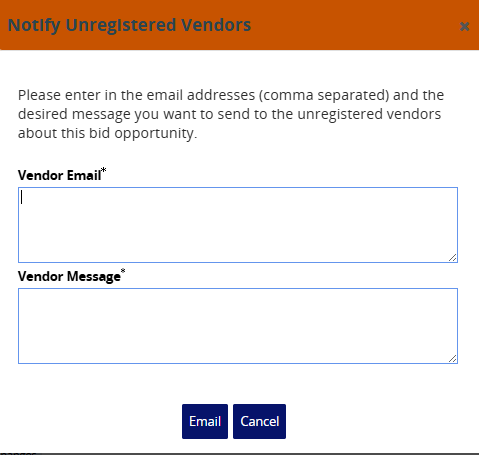 Notify Unregistered Vendors
×
Please enter in the email addresses (comma separated) and the
desired message you want to send to the unregistered vendors
about this bid opportunity.
Vendor Email*
Vendor Message*
Email Cancel